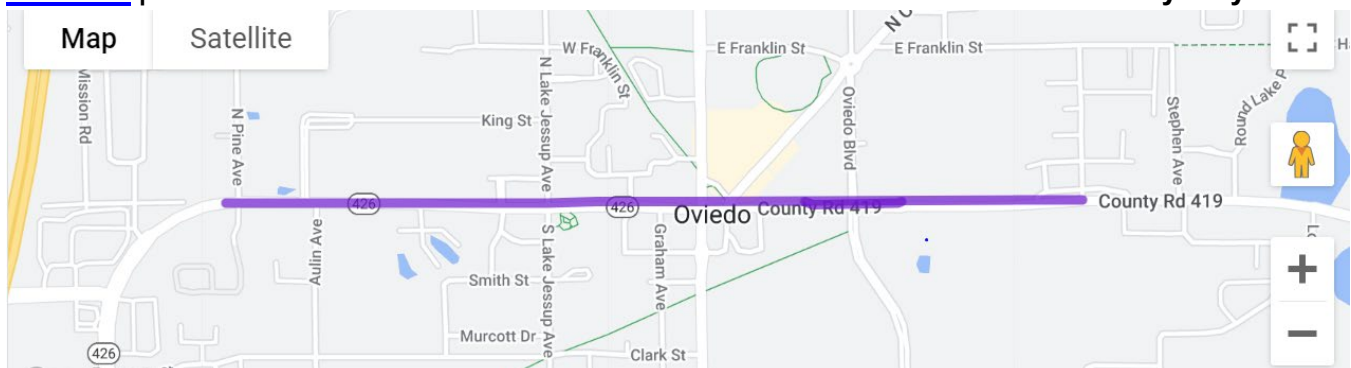 Map
Satellite
N Pine Ave
Mission Rd
Aulin Ave
426
426
426
King St
Smith St
Murcott Dr
N Lake Jessup Ave
S Lake Jessup Ave
W Franklin St
E Franklin St
E Franklin St
Graham Ave
Clark St
Oviedo
County Rd 419
Oviedo Blvd
Stephen Ave
Round Lake
County Rd 419